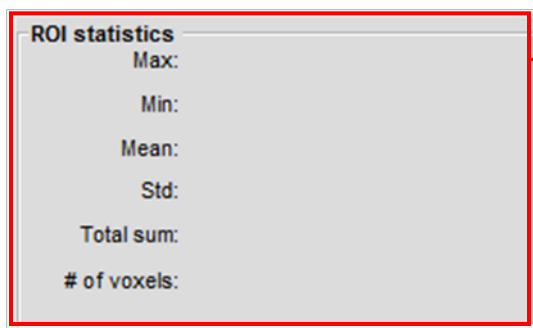 ROI statistics
Max:
Min:
Mean:
Std:
Total sum:
# of voxels: